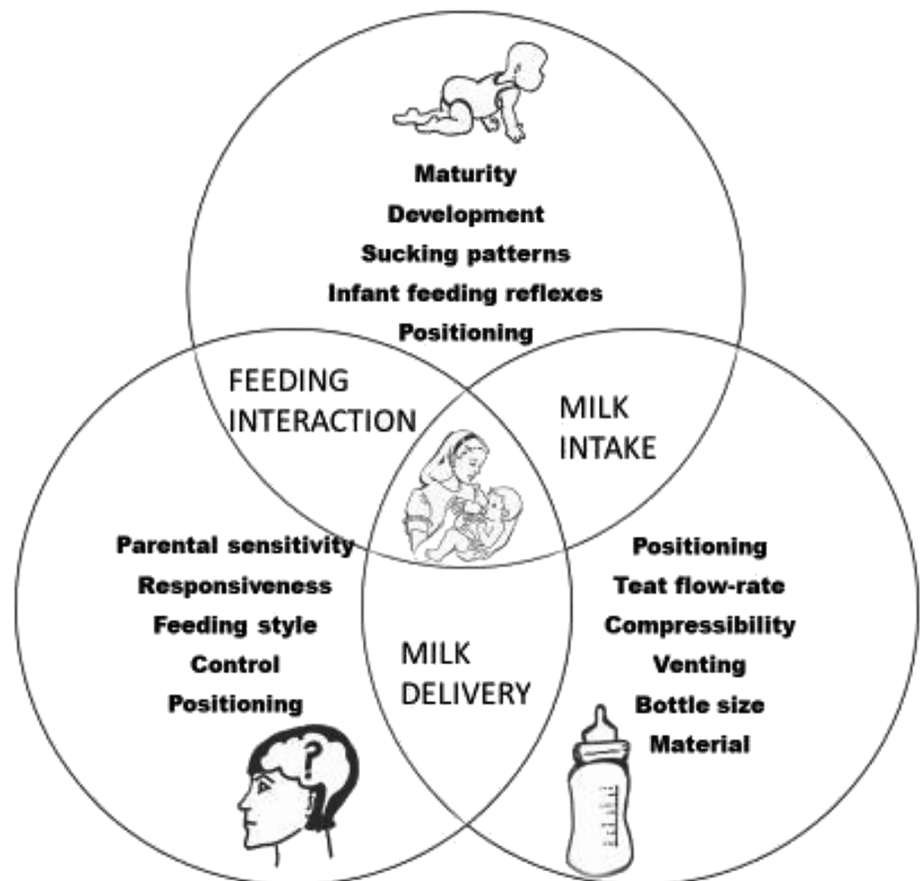 Maturity
Development
Sucking patterns
Infant feeding reflexes
Positioning
FEEDING
INTERACTION
MILK
INTAKE
Parental sensitivity
Responsiveness
Feeding style
Control
Positioning
?
MILK
DELIVERY
Positioning
Teat flow-rate
Compressibility
Venting
Bottle size
Material